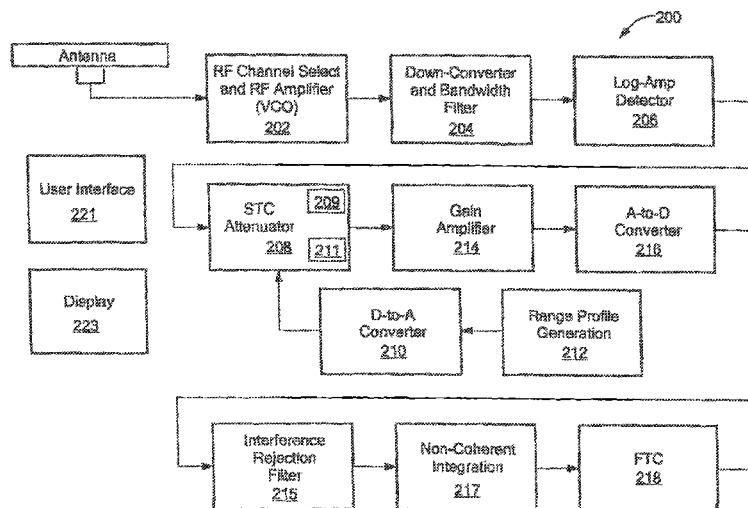 200
Antenna
RF Channel Select
and RF Amplifier
(VCO)
202
Down-Converter
and Bandwidth
Filter
204
Log-Amp
Detector
206
User Interface
221
STC
Attenuator
208
209
211
Gain
Amplifier
214
A-to-D
Converter
216
Display
223
D-to-A
Converter
210
Range Profile
Generation
212
Interference
Rejection
Filter
215
Non-Coherent
Integration
217
FTC
218